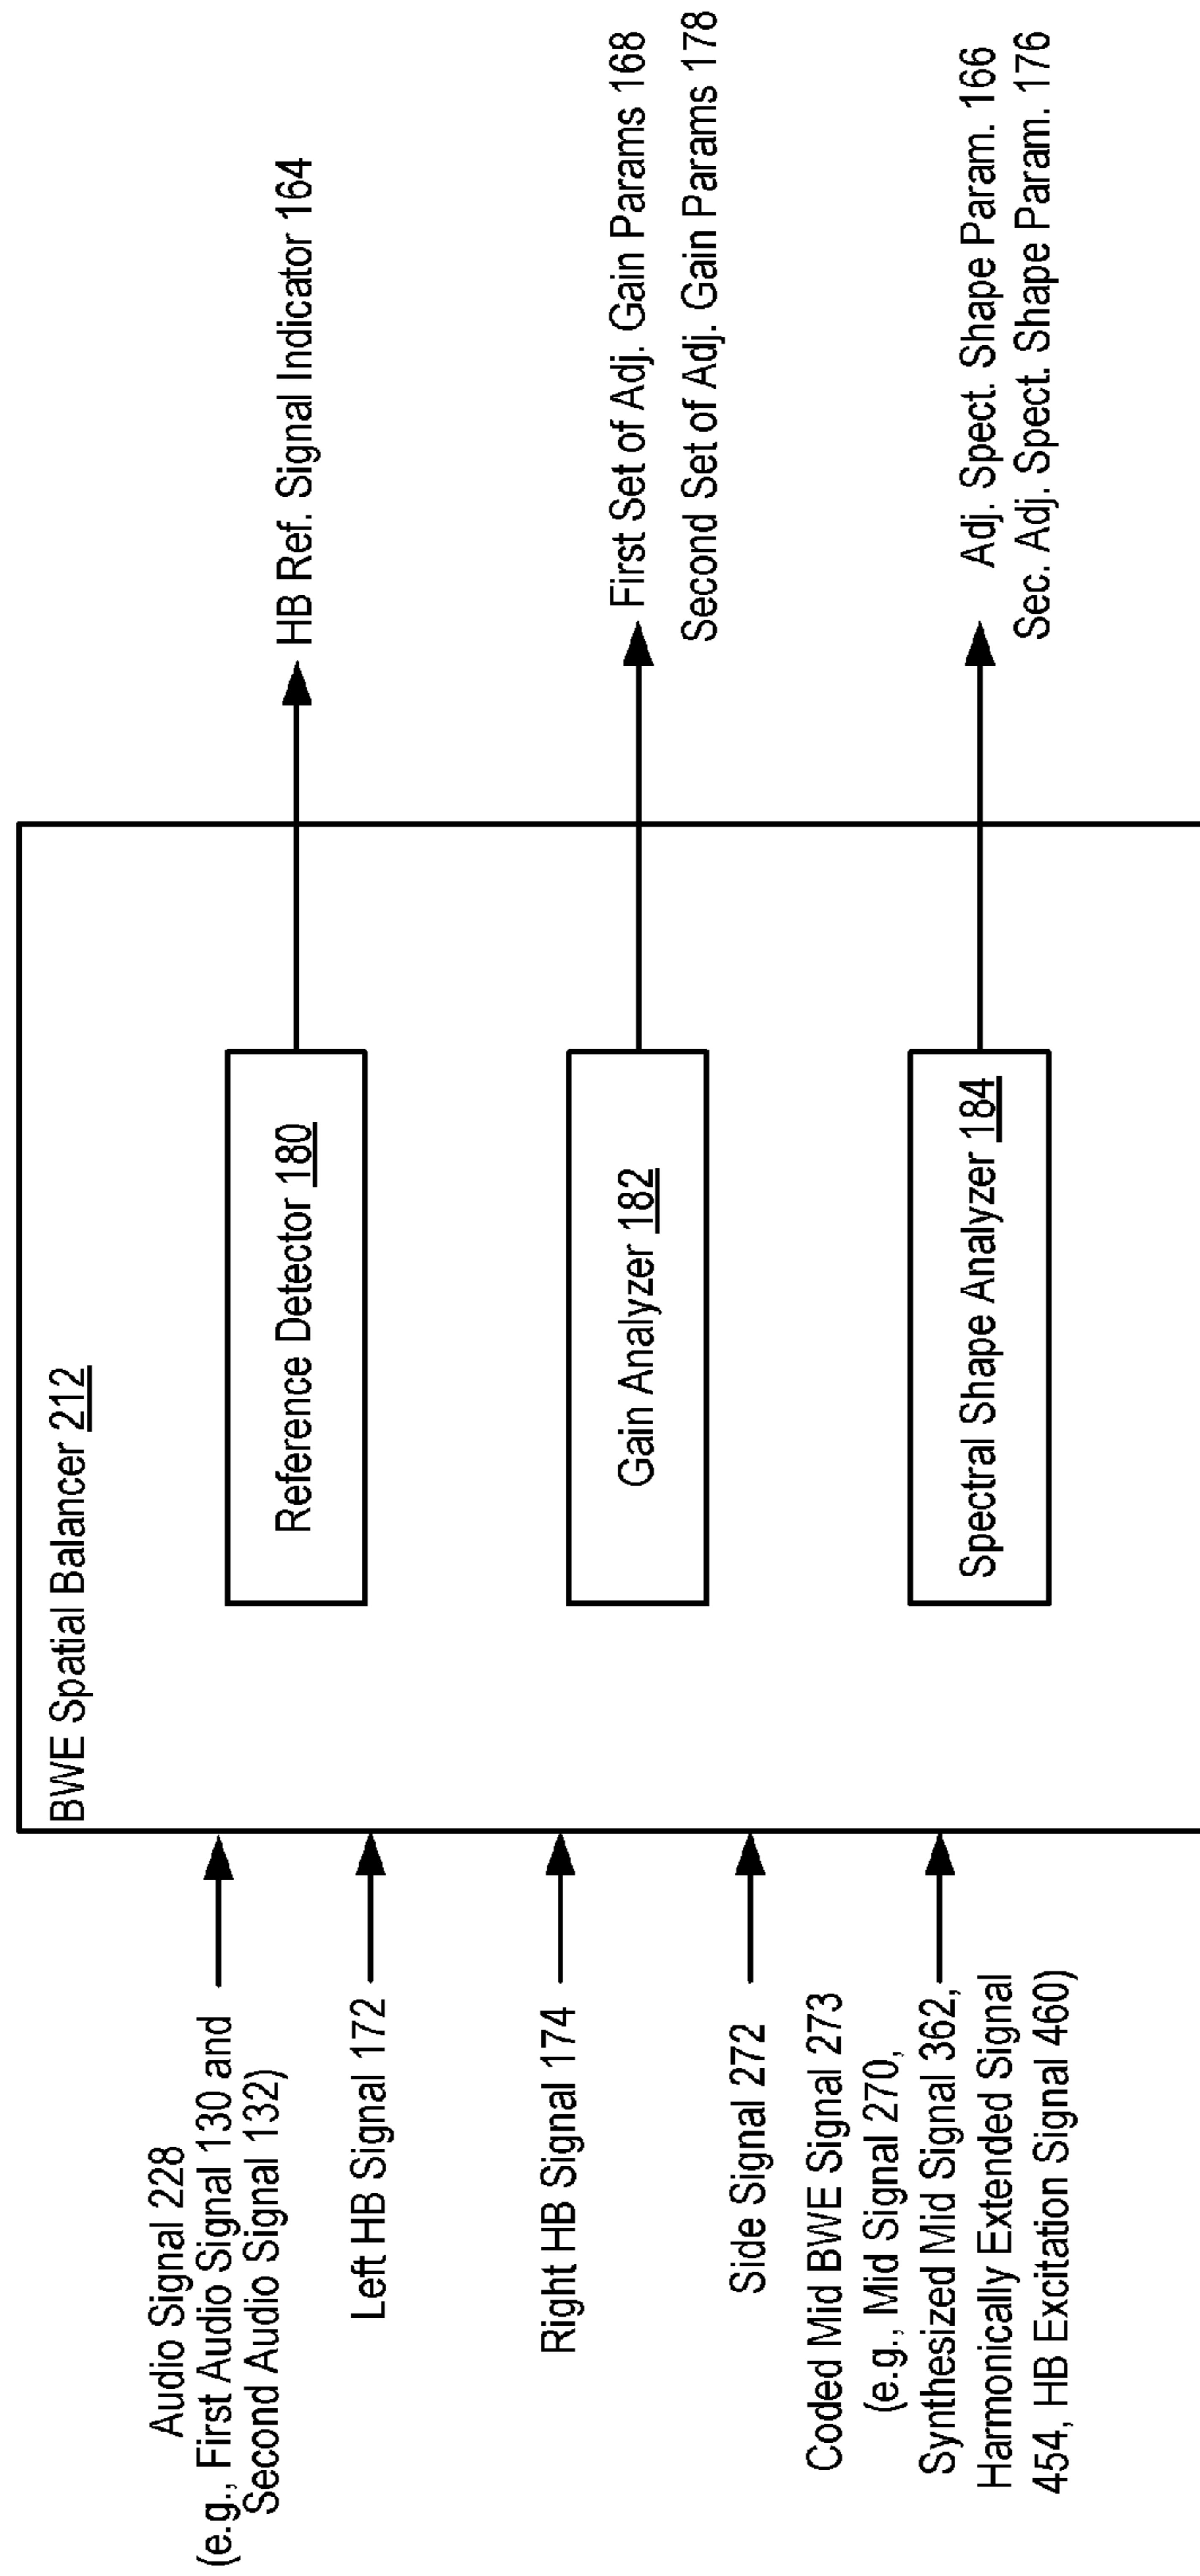 BWE Spatial Balancer 212
Audio Signal 228
(e.g., First Audio Signal 130 and
Second Audio Signal 132)
Left HB Signal 172
Right HB Signal 174
Side Signal 272
Coded Mid BWE Signal 273
(e.g., Mid Signal 270,
Synthesized Mid Signal 362,
Harmonically Extended Signal
454, HB Excitation Signal 460)
Reference Detector 180
HB Ref. Signal Indicator 164
Gain Analyzer 182
First Set of Adj. Gain Params 168
Second Set of Adj. Gain Params 178
Spectral Shape Analyzer 184
Adj. Spect. Shape Param. 166
Sec. Adj. Spect. Shape Param. 176